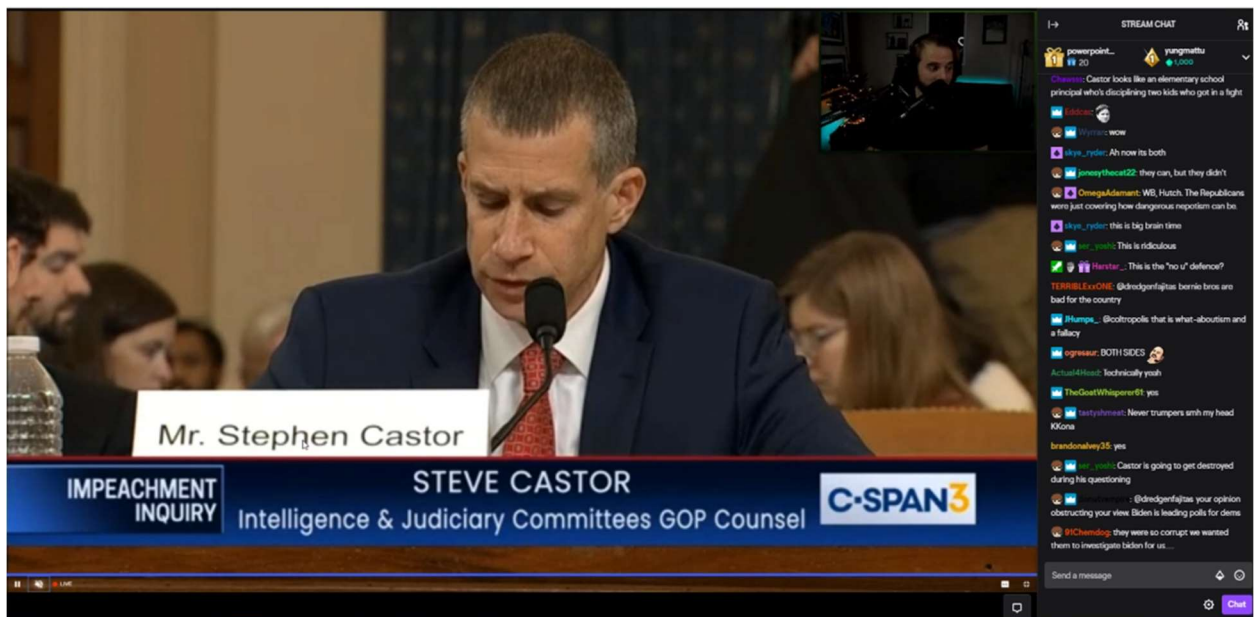 Mr. Stephen Castor
IMPEACHMENT
INQUIRY
STEVE CASTOR
Intelligence & Judiciary Committees GOP Counsel
C-SPAN3
LIVE
STREAM CHAT
powerpoint...
20
yungmattu
1,000
Castor looks like an elementary school
principal who's disciplining two kids who got in a fight
Eddcaz:
Wyrran: wow
skye_ryder: Ah now its both
jonesythecat22: they can, but they didn't
OmegaAdamant: WB, Hutch. The Republicans
were just covering how dangerous nepotism can be.
skye_ryder: this is big brain time
ser_yoshi: This is ridiculous
Harstar_: This is the "no u" defence?
TERRIBLExxONE: @dredgenfajitas bernie bros are
bad for the country
JHumps_: @coltropolis that is what-aboutism and
a fallacy
ogresaur: BOTH SIDES
Actual4Head: Technically yeah
TheGoatWhisperer61: yes
tastyshmeat: Never trumpers smh my head
KKona
brandonalvey35: yes
ser_yoshi: Castor is going to get destroyed
during his questioning
: @dredgenfajitas your opinion
obstructing your view. Biden is leading polls for dems
91Chemdog: they were so corrupt we wanted
them to investigate biden for us....
Send a message
Chat